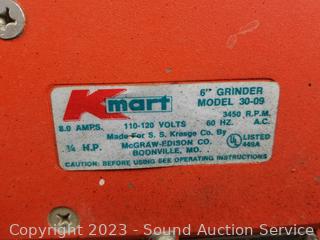 Kmart
6" GRINDER
MODEL 30-09
8.0 AMPS. 110-120 VOLTS 3450 R.P.M.
60 HZ. A.C.
¼ H.P. Made For S. S. Kresge Co. By
McGRAW-EDISON CO.
BOONVILLE, MO.
UL LISTED
449A
CAUTION: BEFORE USING SEE OPERATING INSTRUCTIONS
Copyright 2023 - Sound Auction Service